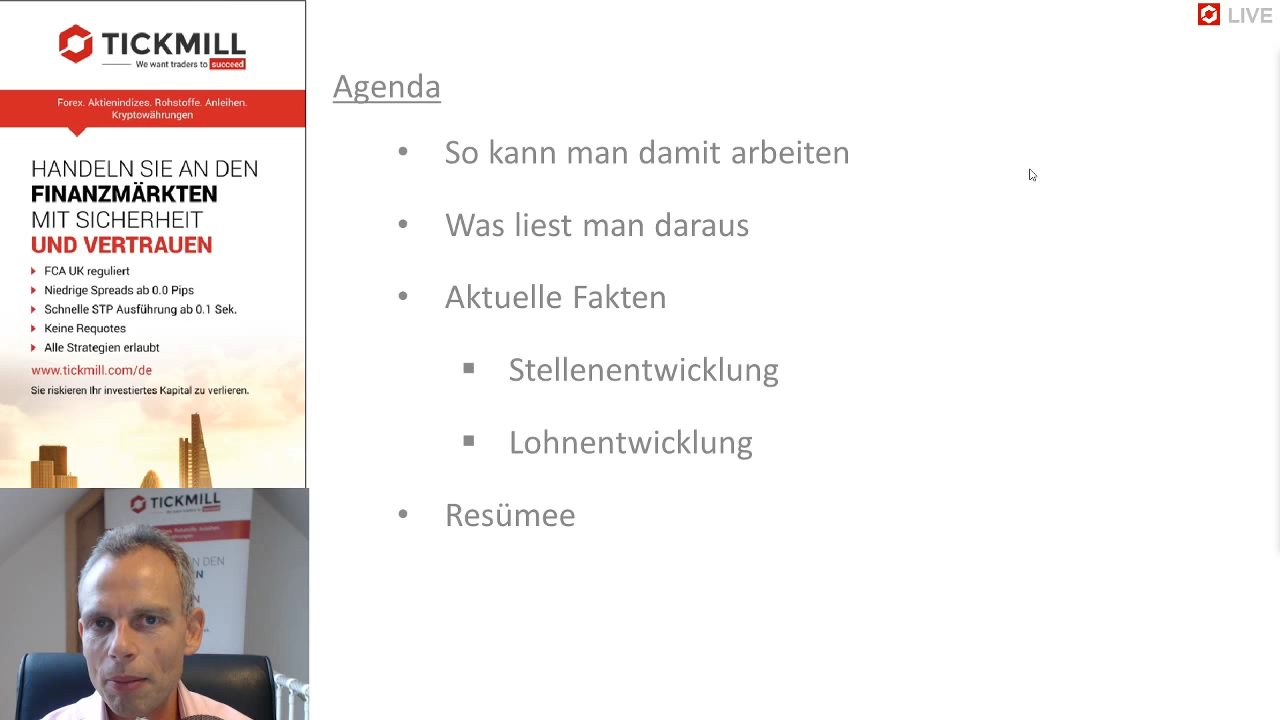 TICKMILL
We want traders to succeed
Forex. Aktienindizes. Rohstoffe. Anleihen.
Kryptowährungen
HANDELN SIE AN DEN
FINANZMÄRKTEN
MIT SICHERHEIT
UND VERTRAUEN
FCA UK reguliert
Niedrige Spreads ab 0.0 Pips
Schnelle STP Ausführung ab 0.1 Sek.
Keine Requotes
Alle Strategien erlaubt
www.tickmill.com/de
Sie riskieren Ihr investiertes Kapital zu verlieren.
LIVE
Agenda
• So kann man damit arbeiten
• Was liest man daraus
• Aktuelle Fakten
▪ Stellenentwicklung
▪ Lohnentwicklung
• Resümee
TICKMILL